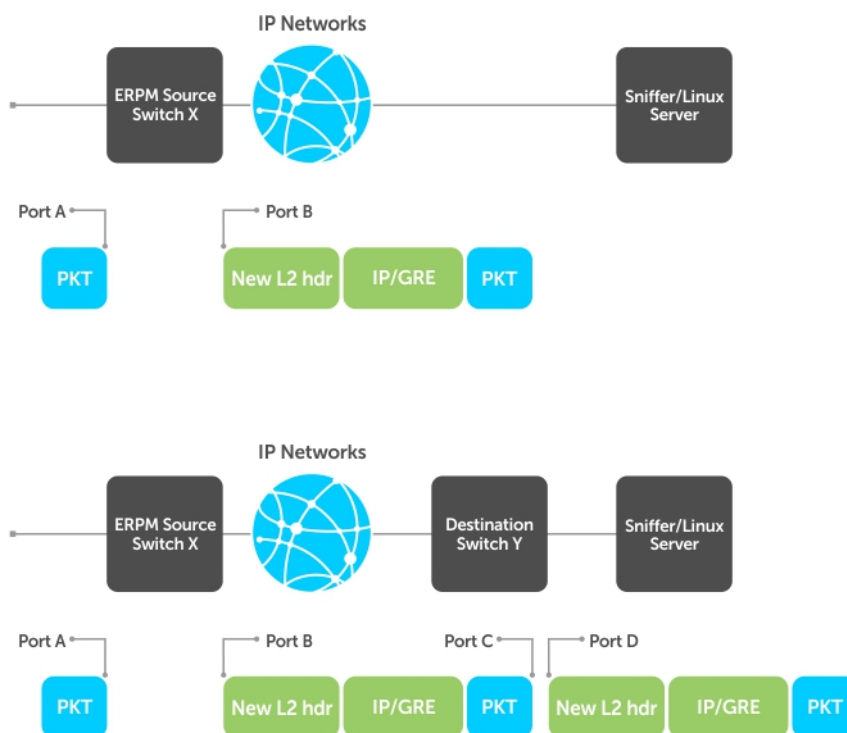 IP Networks
ERPM Source
Switch X
Sniffer/Linux
Server
Port A
Port B
PKT
New L2 hdr
IP/GRE
PKT
IP Networks
ERPM Source
Switch X
Destination
Switch Y
Sniffer/Linux
Server
Port A
Port B
Port C
Port D
PKT
New L2 hdr
IP/GRE
PKT
New L2 hdr
IP/GRE
PKT